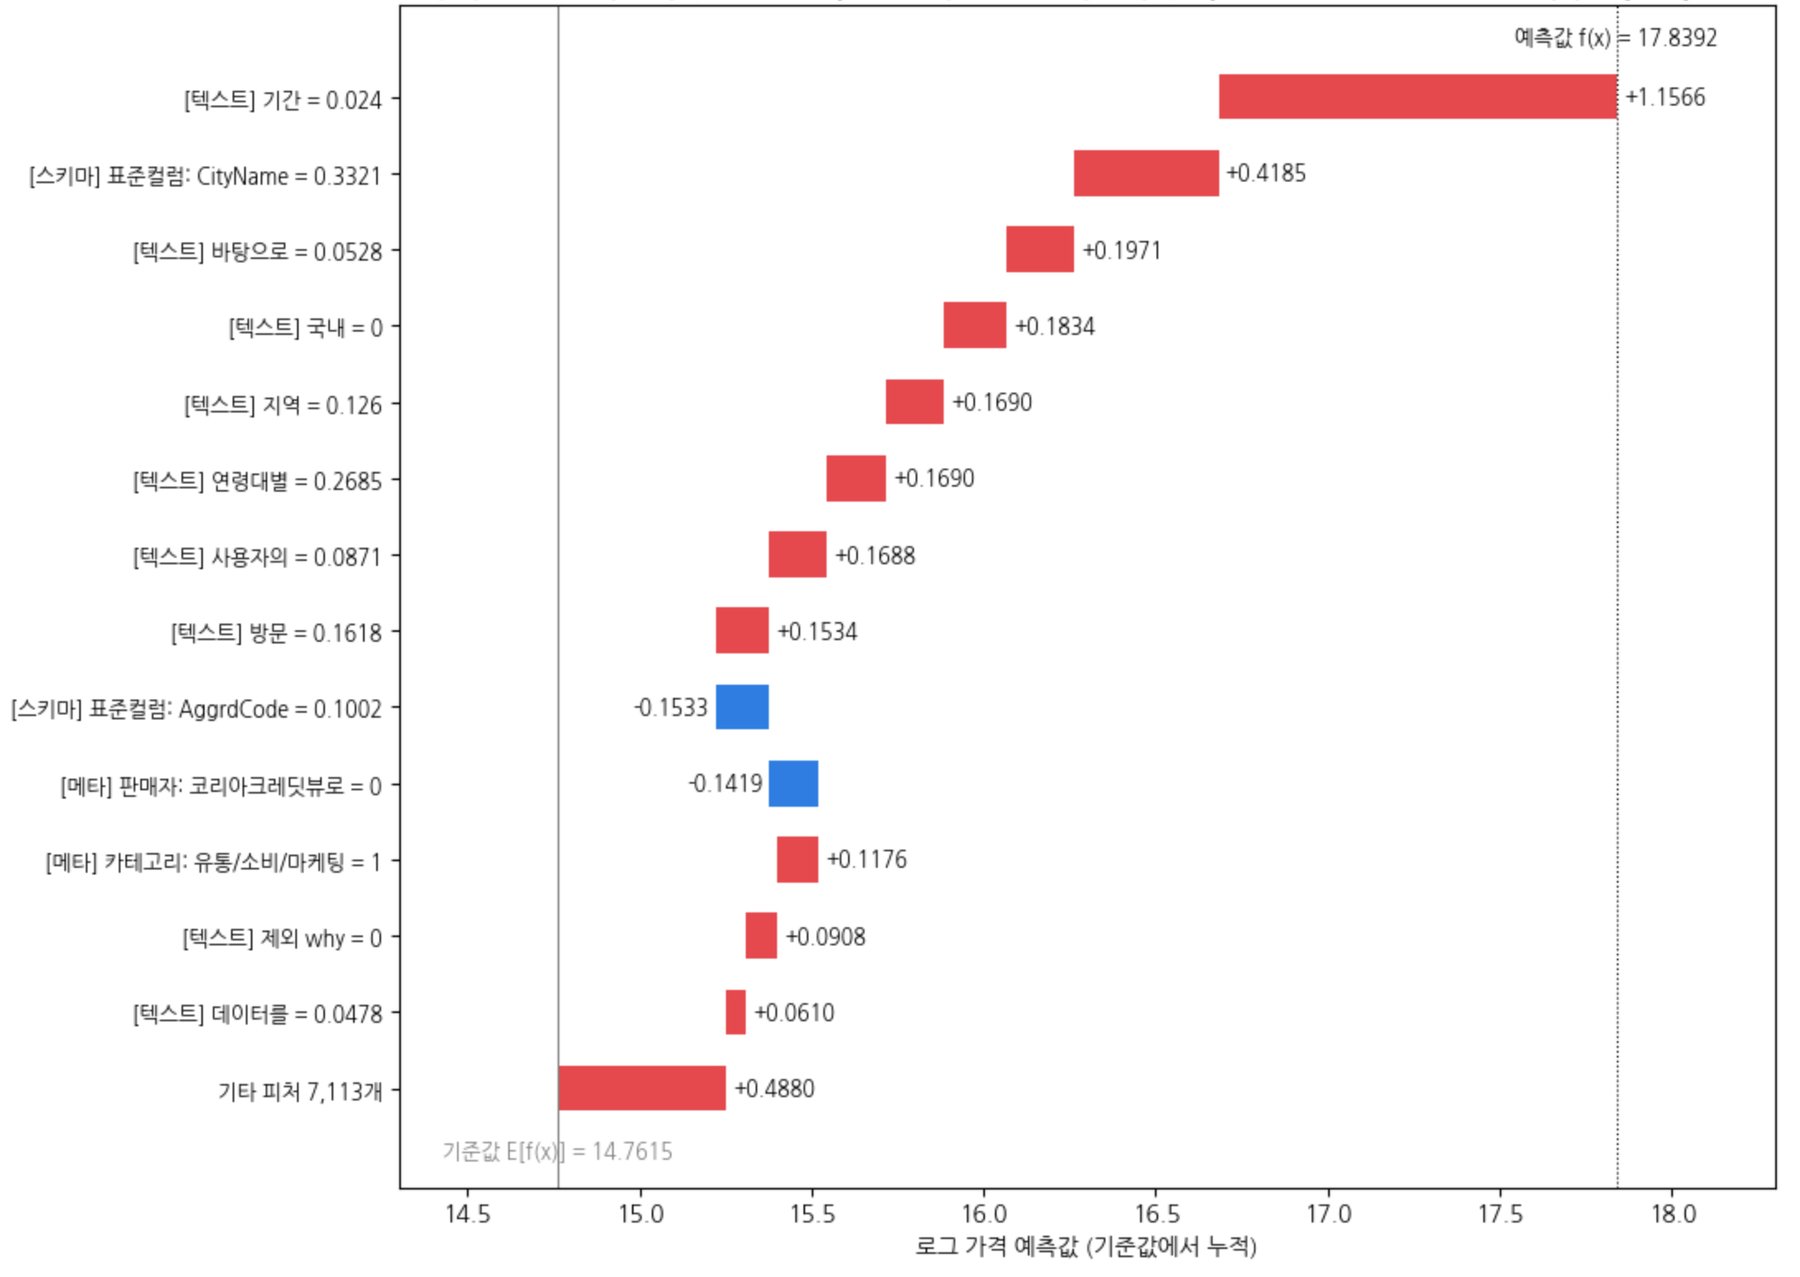 예측값 f(x) = 17.8392
[텍스트] 기간 = 0.024
+1.1566
[스키마] 표준컬럼: CityName = 0.3321
+0.4185
[텍스트] 바탕으로 = 0.0528
+0.1971
[텍스트] 국내 = 0
+0.1834
[텍스트] 지역 = 0.126
+0.1690
[텍스트] 연령대별 = 0.2685
+0.1690
[텍스트] 사용자의 = 0.0871
+0.1688
[텍스트] 방문 = 0.1618
+0.1534
[스키마] 표준컬럼: AggrdCode = 0.1002
-0.1533
[메타] 판매자: 코리아크레딧뷰로 = 0
-0.1419
[메타] 카테고리: 유통/소비/마케팅 = 1
+0.1176
[텍스트] 제외 why = 0
+0.0908
[텍스트] 데이터를 = 0.0478
+0.0610
기타 피처 7,113개
+0.4880
기준값 E[f(x)] = 14.7615
14.5 15.0 15.5 16.0 16.5 17.0 17.5 18.0
로그 가격 예측값 (기준값에서 누적)